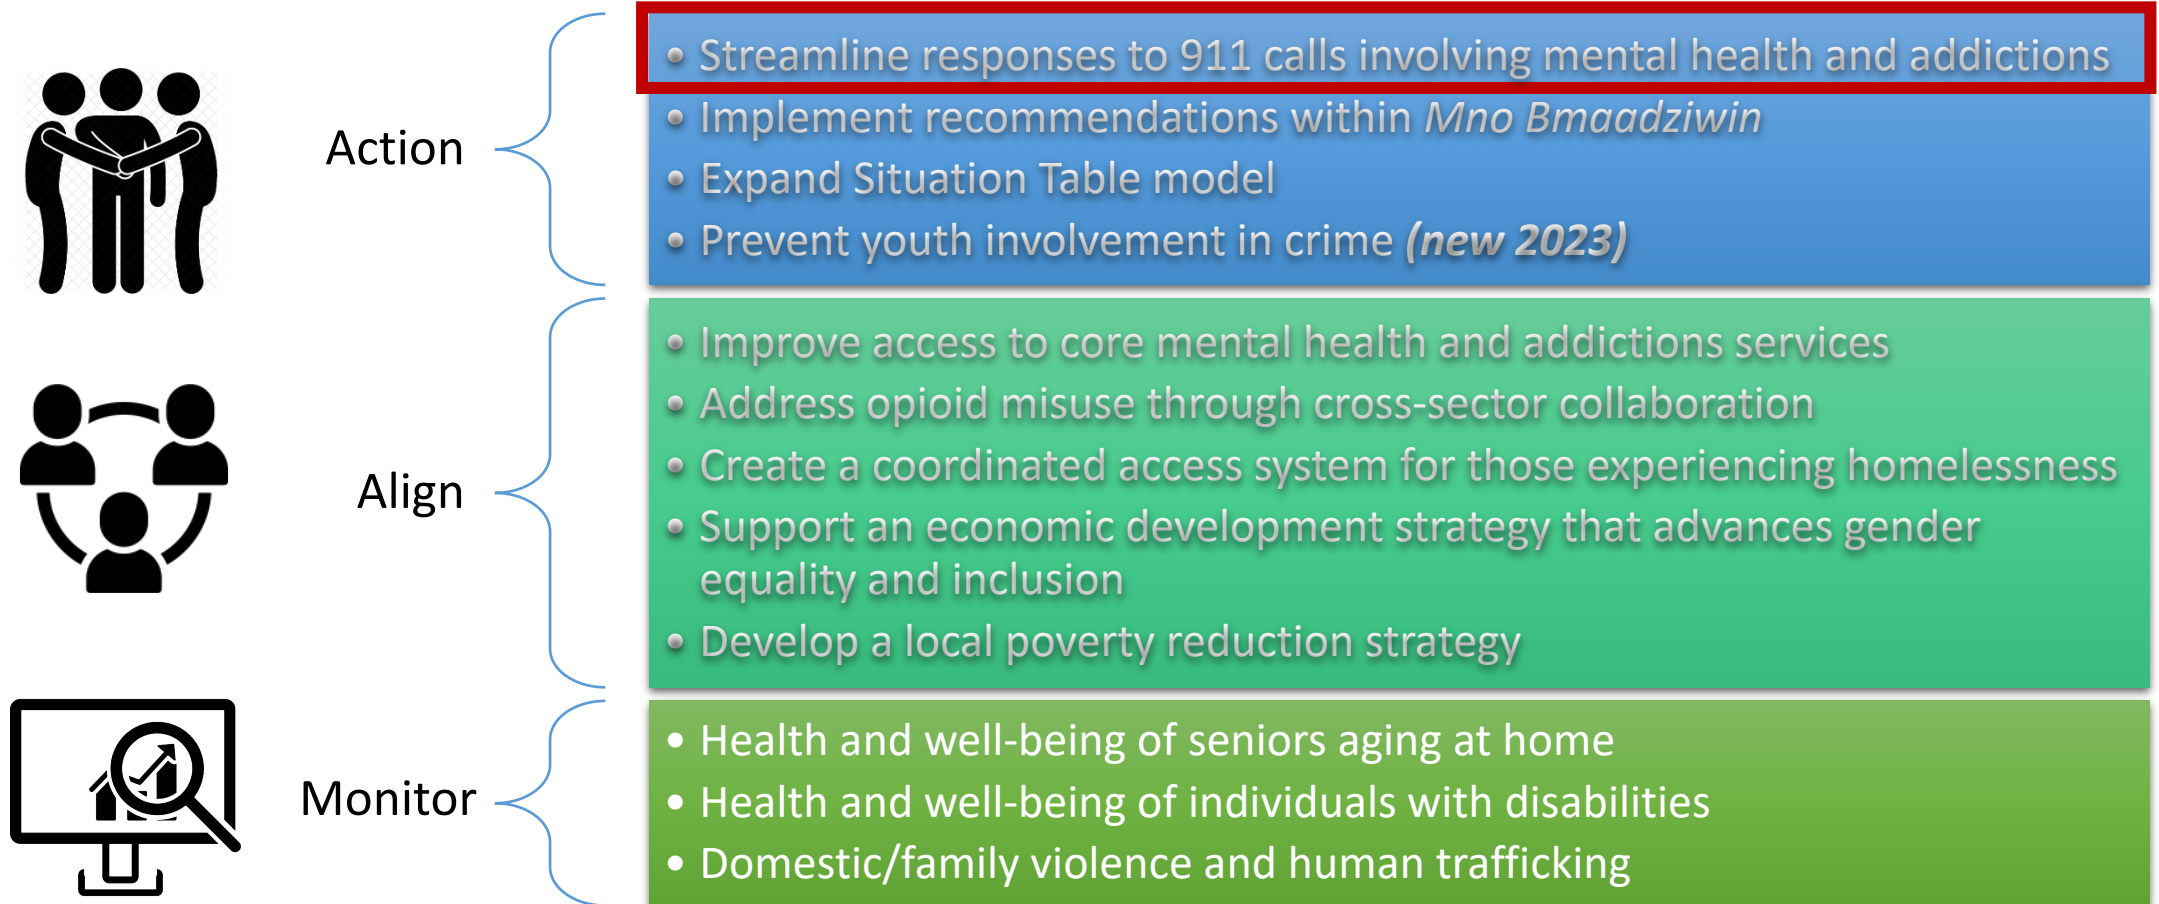 Action
• Streamline responses to 911 calls involving mental health and addictions
• Implement recommendations within Mno Bmaadziwin
• Expand Situation Table model
• Prevent youth involvement in crime (new 2023)
Align
• Improve access to core mental health and addictions services
• Address opioid misuse through cross-sector collaboration
• Create a coordinated access system for those experiencing homelessness
• Support an economic development strategy that advances gender
equality and inclusion
• Develop a local poverty reduction strategy
Monitor
• Health and well-being of seniors aging at home
• Health and well-being of individuals with disabilities
• Domestic/family violence and human trafficking